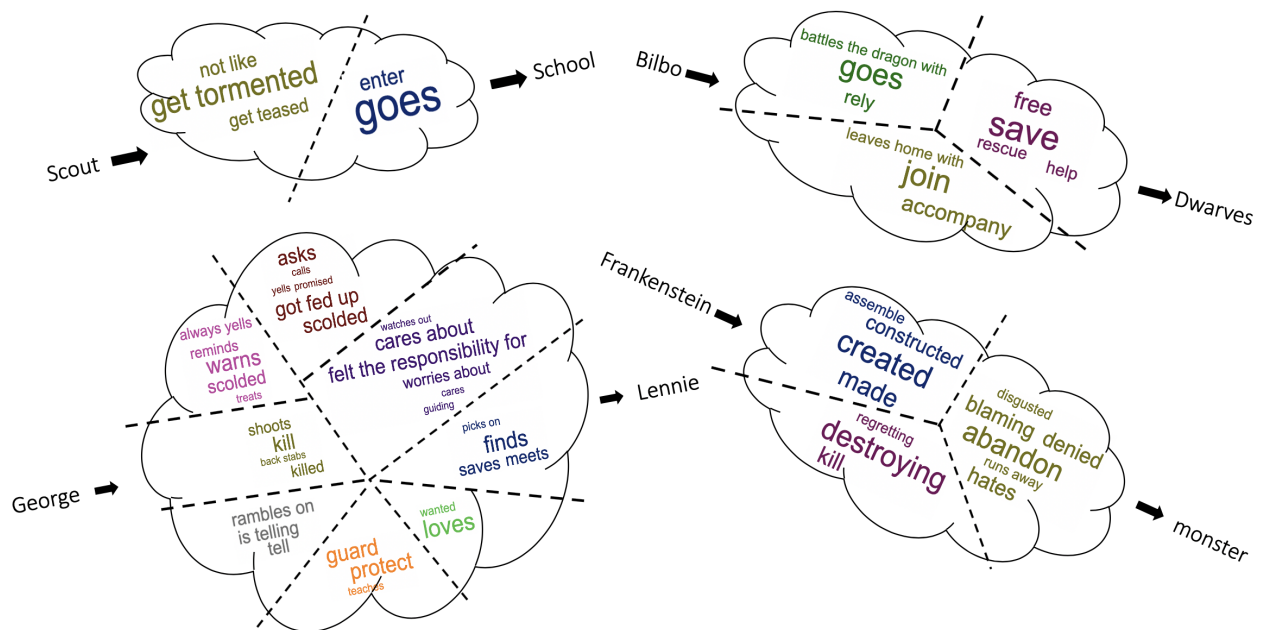 Scout
not like
get tormented
get teased
enter
goes
School
Bilbo
battles the dragon with
goes
rely
free
save
rescue
help
leaves home with
join
accompany
Dwarves
George
asks
calls
yells promised
got fed up
scolded
always yells
reminds
warns
scolded
treats
watches out
cares about
felt the responsibility for
worries about
cares
guiding
shoots
kill
back stabs
killed
picks on
finds
saves meets
rambles on
is telling
tell
guard
protect
teaches
wanted
loves
Lennie
Frankenstein
assemble
constructed
created
made
regretting
destroying
kill
disgusted
blaming denied
abandon
runs away
hates
monster